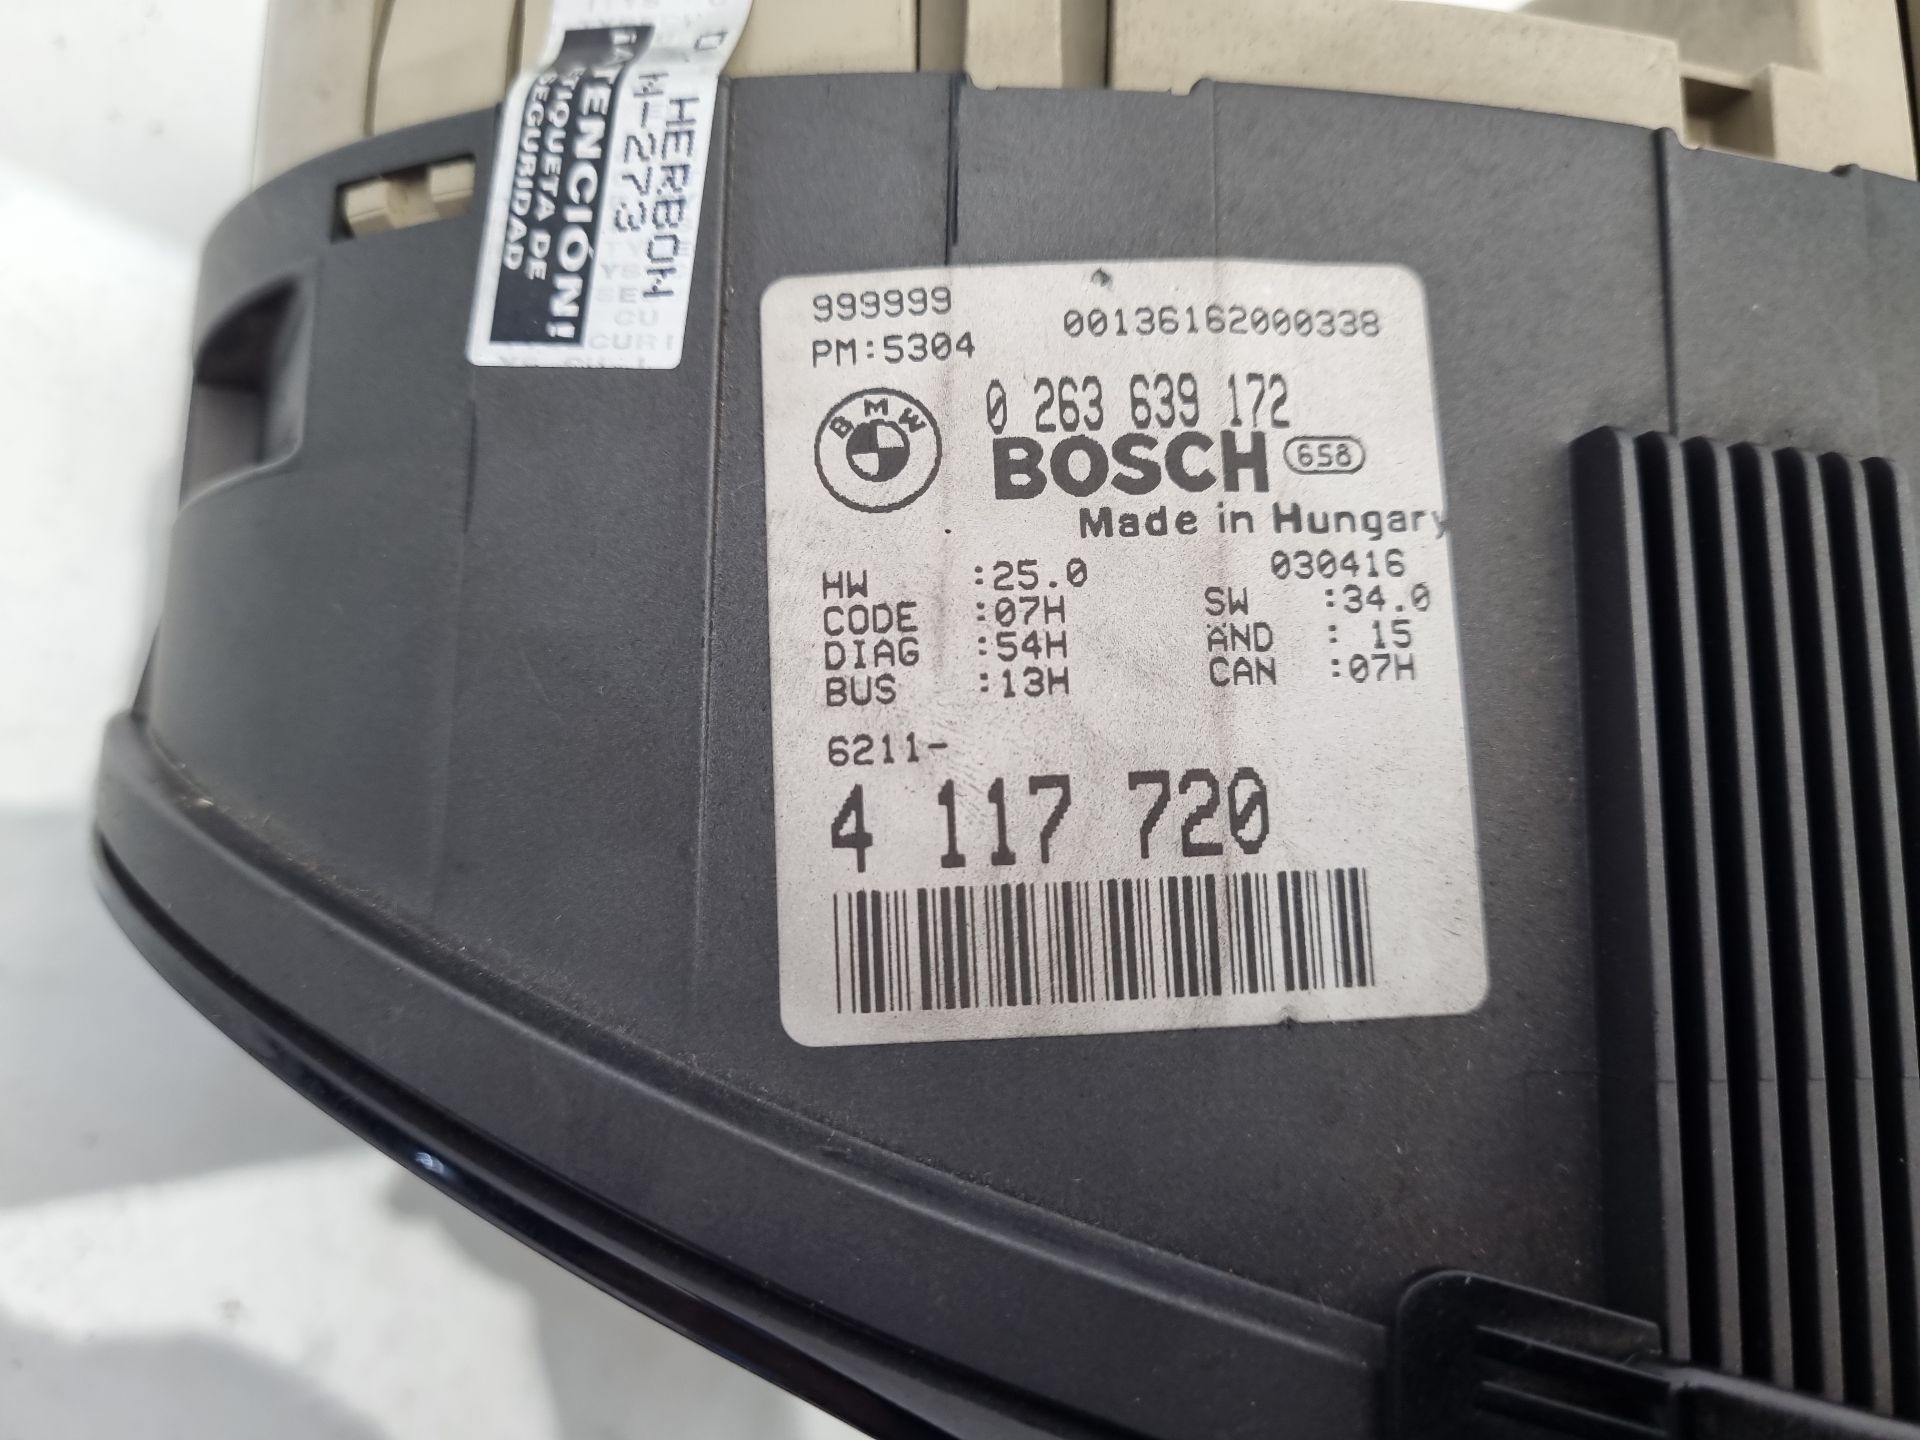 HERBON
N-273
¡ATENCIÓN!
ETIQUETA DE
SEGURIDAD
999999
PM:5304
00136162000338
0 263 639 172
BMW
BOSCH 658
Made in Hungary
030416
HW :25.0
SW :34.0
CODE :07H
ÄND : 15
DIAG :54H
CAN :07H
BUS :13H
6211-
4 117 720